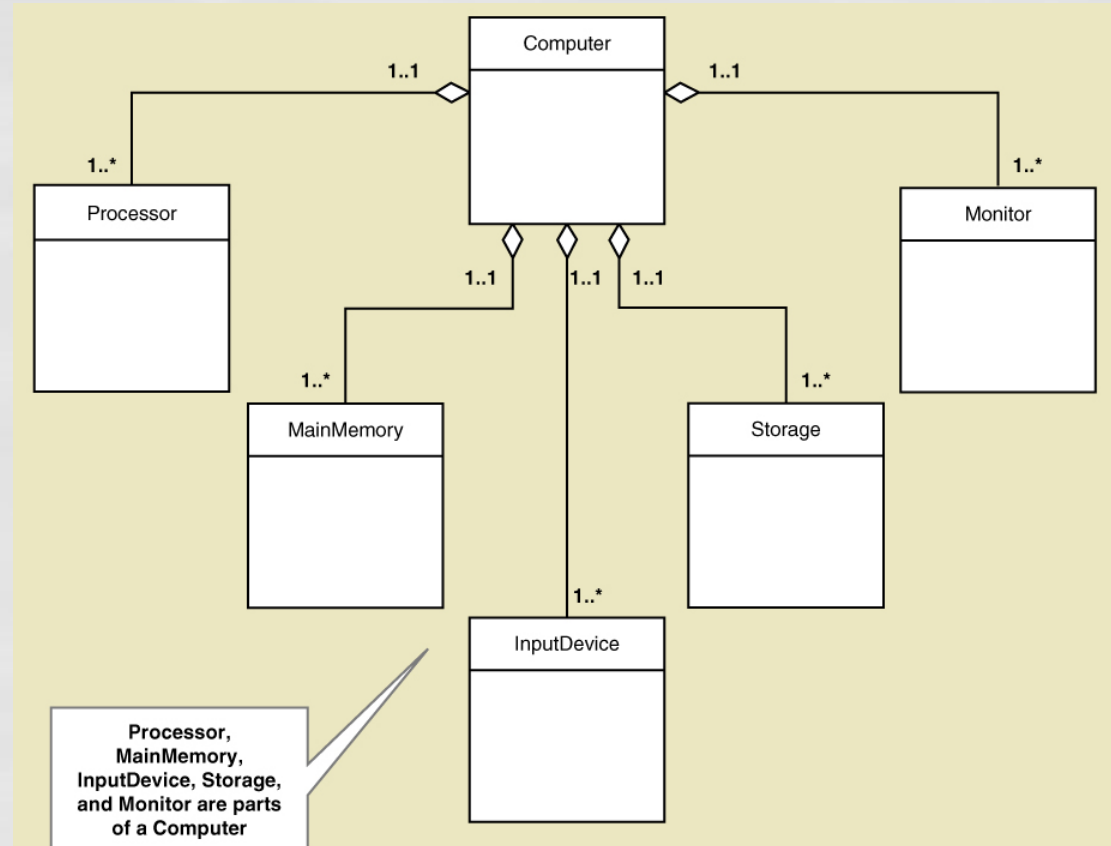 Computer
1..1
1..1
1..*
1..*
Processor
Monitor
1..1
1..1
1..1
1..*
1..*
MainMemory
Storage
1..*
InputDevice
Processor,
MainMemory,
InputDevice, Storage,
and Monitor are parts
of a Computer